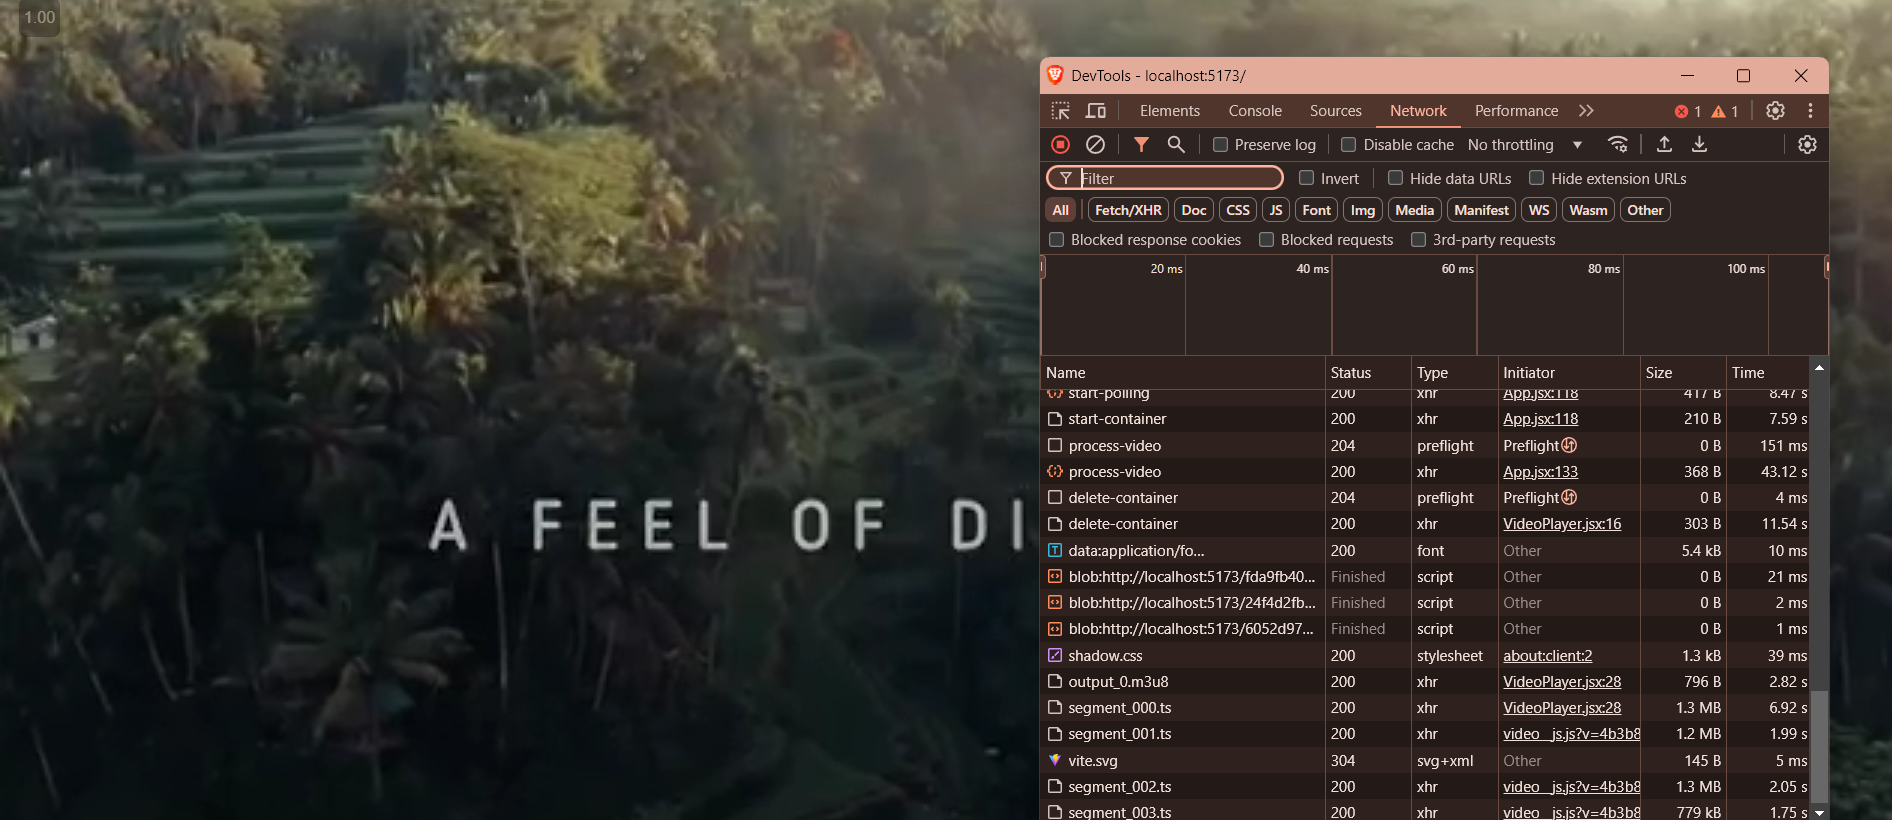 1.00
A FEEL OF DI
DevTools - localhost:5173/
Elements Console Sources Network Performance 1 1
Preserve log Disable cache No throttling
Filter Invert Hide data URLs Hide extension URLs
All Fetch/XHR Doc CSS JS Font Img Media Manifest WS Wasm Other
Blocked response cookies Blocked requests 3rd-party requests
20 ms 40 ms 60 ms 80 ms 100 ms
Name Status Type Initiator Size Time
start-polling 200 xhr App.jsx:118 417 B 8.47 s
start-container 200 xhr App.jsx:118 210 B 7.59 s
process-video 204 preflight Preflight 0 B 151 ms
process-video 200 xhr App.jsx:133 368 B 43.12 s
delete-container 204 preflight Preflight 0 B 4 ms
delete-container 200 xhr VideoPlayer.jsx:16 303 B 11.54 s
data:application/fo... 200 font Other 5.4 kB 10 ms
blob:http://localhost:5173/fda9fb40... Finished script Other 0 B 21 ms
blob:http://localhost:5173/24f4d2fb... Finished script Other 0 B 2 ms
blob:http://localhost:5173/6052d97... Finished script Other 0 B 1 ms
shadow.css 200 stylesheet about:client:2 1.3 kB 39 ms
output_0.m3u8 200 xhr VideoPlayer.jsx:28 796 B 2.82 s
segment_000.ts 200 xhr VideoPlayer.jsx:28 1.3 MB 6.92 s
segment_001.ts 200 xhr video__js.js?v=4b3b8 1.2 MB 1.99 s
vite.svg 304 svg+xml Other 145 B 5 ms
segment_002.ts 200 xhr video__js.js?v=4b3b8 1.3 MB 2.05 s
segment_003.ts 200 xhr video__js.js?v=4b3b8 779 kB 1.75 s